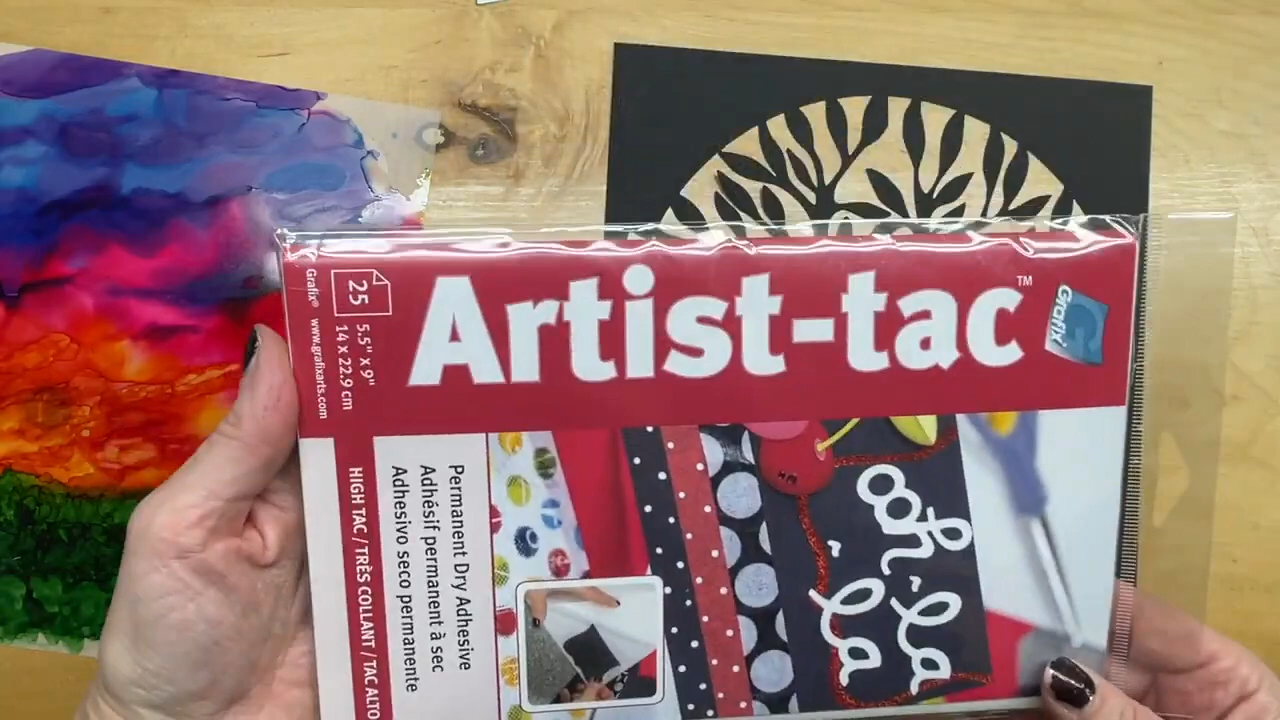 Artist-tac™
Grafix®
25
5.5" x 9"
14 x 22.9 cm
Grafix® www.grafixarts.com
HIGH TAC / TRÈS COLLANT / TAC ALTO
Permanent Dry Adhesive
Adhésif permanent à sec
Adhesivo seco permanente
ooh-la
la